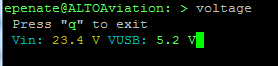 epenate@ALTOAviation: > voltage
Press "q" to exit
Vin: 23.4 V VUSB: 5.2 V